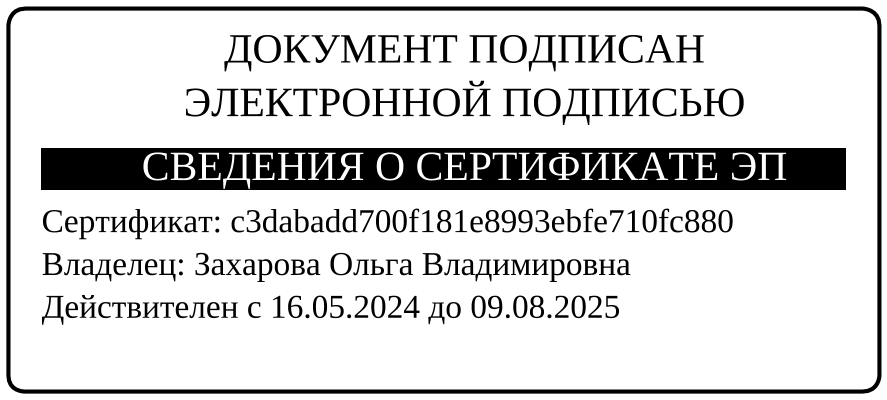 ДОКУМЕНТ ПОДПИСАН
ЭЛЕКТРОННОЙ ПОДПИСЬЮ
СВЕДЕНИЯ О СЕРТИФИКАТЕ ЭП
Сертификат: c3dabadd700f181e8993ebfe710fc880
Владелец: Захарова Ольга Владимировна
Действителен с 16.05.2024 до 09.08.2025